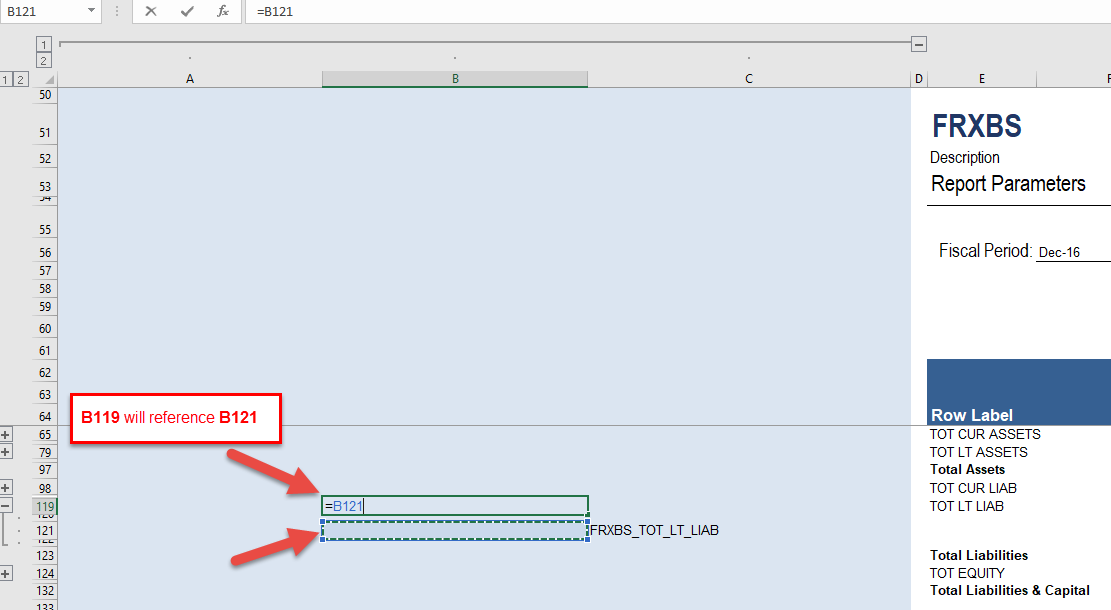 B121
=B121
1
2
1 2
A B C D E F
50
51
FRXBS
52
Description
53
Report Parameters
54
55
56
Fiscal Period: Dec-16
57
58
59
60
61
62
63
64
B119 will reference B121
Row Label
65 TOT CUR ASSETS
79 TOT LT ASSETS
97 Total Assets
98 TOT CUR LIAB
119 =B121 TOT LT LIAB
120
121 FRXBS_TOT_LT_LIAB
122
123 Total Liabilities
124 TOT EQUITY
132 Total Liabilities & Capital
133